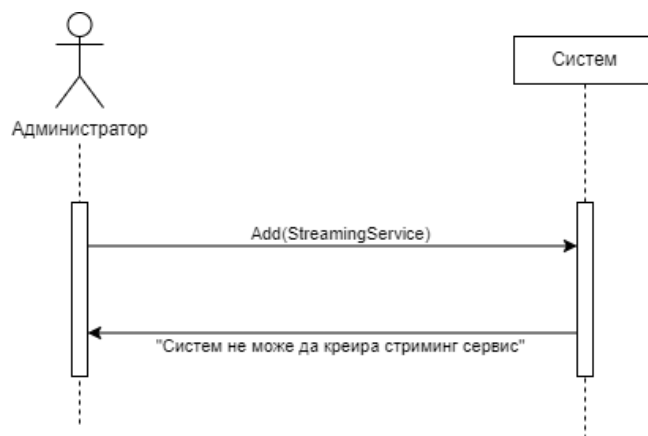 Систем
Администратор
Add(StreamingService)
"Систем не може да креира стриминг сервис"